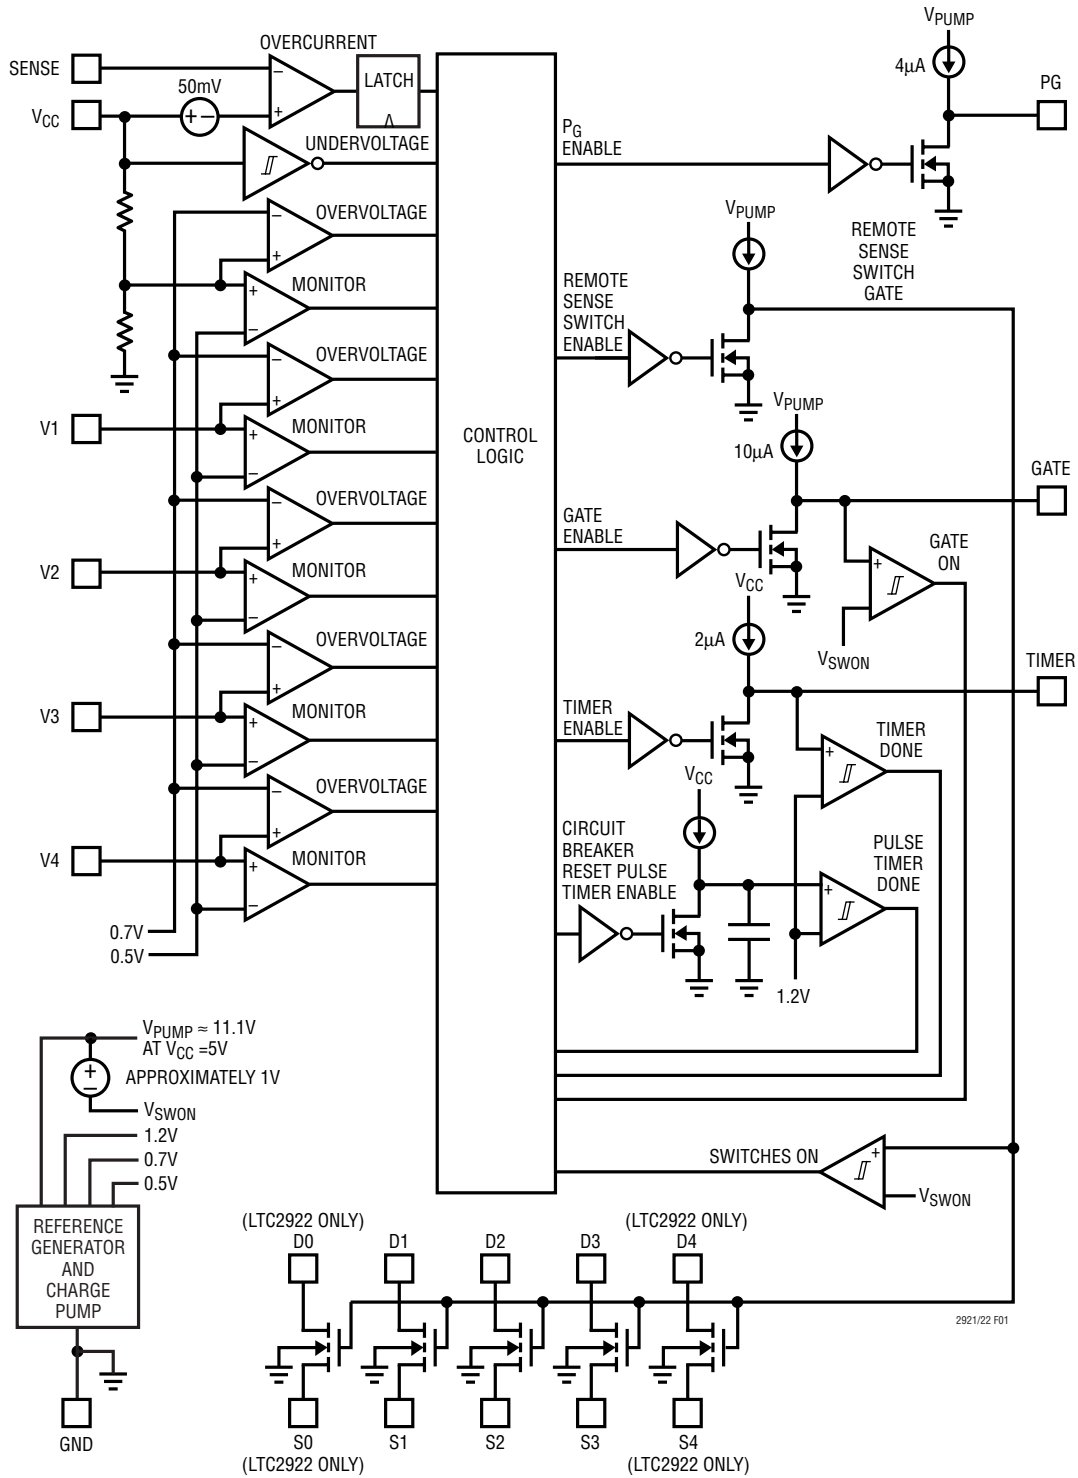 OVERCURRENT
SENSE
50mV
LATCH
VCC
+ −
−
+
UNDERVOLTAGE
OVERVOLTAGE
−
+
MONITOR
+
−
OVERVOLTAGE
−
+
V1
MONITOR
+
−
OVERVOLTAGE
−
+
V2
MONITOR
+
−
OVERVOLTAGE
−
+
V3
MONITOR
+
−
OVERVOLTAGE
−
+
V4
MONITOR
+
−
0.7V
0.5V
CONTROL
LOGIC
VPUMP
4µA
PG
PG
ENABLE
VPUMP
REMOTE
SENSE
SWITCH
GATE
REMOTE
SENSE
SWITCH
ENABLE
VPUMP
10µA
GATE
GATE
ENABLE
+
GATE
ON
VSWON
VCC
2µA
TIMER
TIMER
ENABLE
+
TIMER
DONE
VCC
CIRCUIT
BREAKER
RESET PULSE
TIMER ENABLE
+
PULSE
TIMER
DONE
1.2V
VPUMP ≈ 11.1V
AT VCC =5V
+
−
APPROXIMATELY 1V
VSWON
1.2V
0.7V
0.5V
REFERENCE
GENERATOR
AND
CHARGE
PUMP
GND
SWITCHES ON
+
VSWON
(LTC2922 ONLY)
D0
D1
D2
D3
(LTC2922 ONLY)
D4
2921/22 F01
S0
(LTC2922 ONLY)
S1
S2
S3
S4
(LTC2922 ONLY)